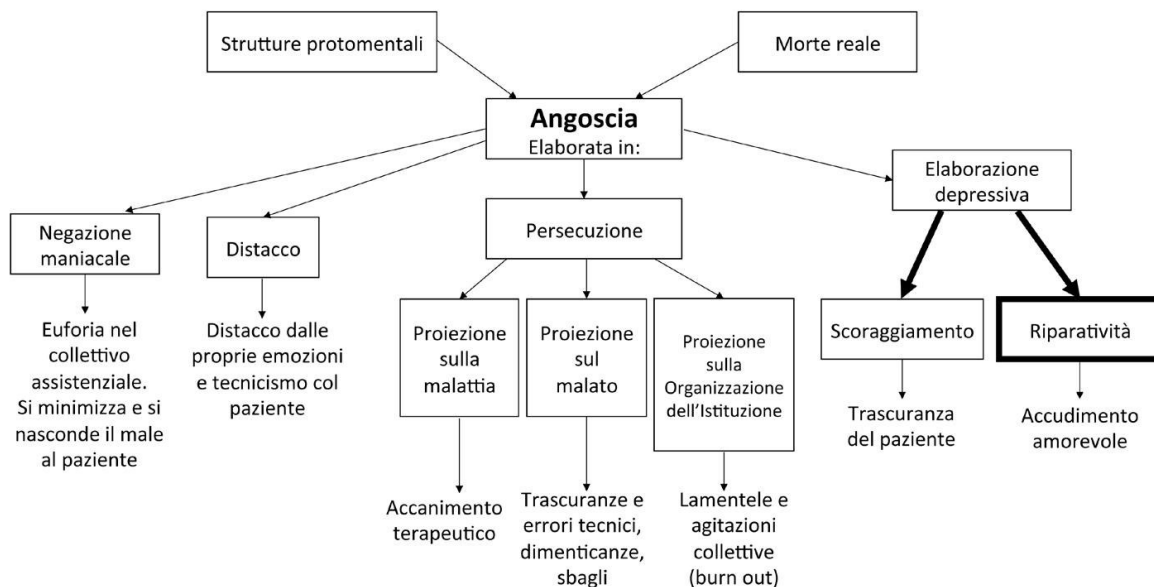 Strutture protomentali
Morte reale
Angoscia
Elaborata in:
Elaborazione
depressiva
Negazione
maniacale
Distacco
Persecuzione
Euforia nel
collettivo
assistenziale.
Si minimizza e si
nasconde il male
al paziente
Distacco dalle
proprie emozioni
e tecnicismo col
paziente
Proiezione
sulla
malattia
Proiezione
sul
malato
Proiezione
sulla
Organizzazione
dell'Istituzione
Scoraggiamento
Riparatività
Trascuranza
del paziente
Accudimento
amorevole
Accanimento
terapeutico
Trascuranze e
errori tecnici,
dimenticanze,
sbagli
Lamentele e
agitazioni
collettive
(burn out)